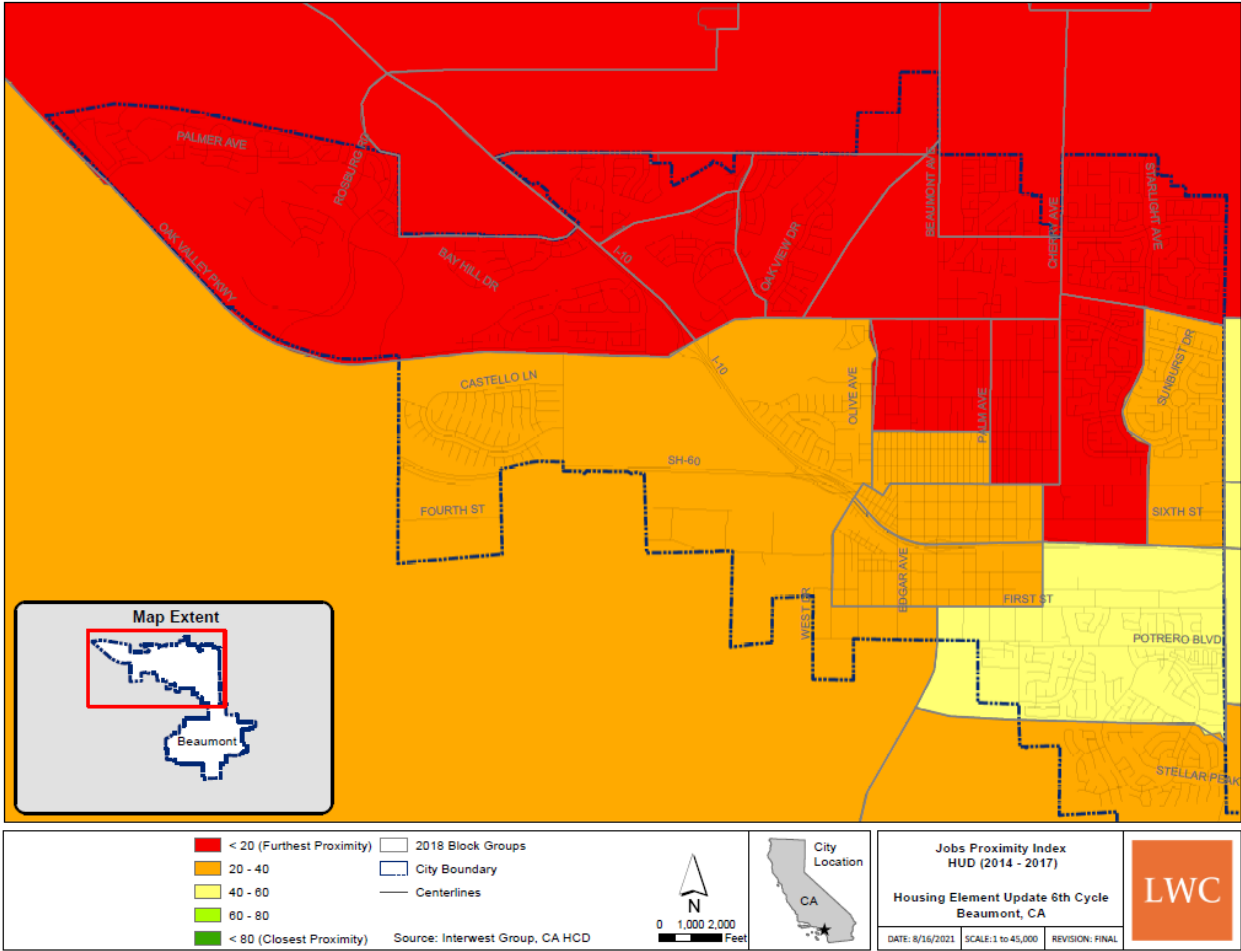 PALMER AVE
ROSBURG RD
OAK VALLEY PKWY
BAY HILL DR
I-10
OAKVIEW DR
BEAUMONT AVE
CHERRY AVE
STARLIGHT AVE
CASTELLO LN
I-10
OLIVE AVE
PALM AVE
SUNBURST DR
SH-60
FOURTH ST
SIXTH ST
EDGAR AVE
WEST DR
FIRST ST
POTRERO BLVD
STELLAR PEAK
Map Extent
Beaumont
< 20 (Furthest Proximity)
20 - 40
40 - 60
60 - 80
< 80 (Closest Proximity)
2018 Block Groups
City Boundary
Centerlines
Source: Interwest Group, CA HCD
N
0 1,000 2,000
Feet
City
Location
CA
Jobs Proximity Index
HUD (2014 - 2017)
Housing Element Update 6th Cycle
Beaumont, CA
DATE: 8/16/2021 SCALE:1 to 45,000 REVISION: FINAL
LWC